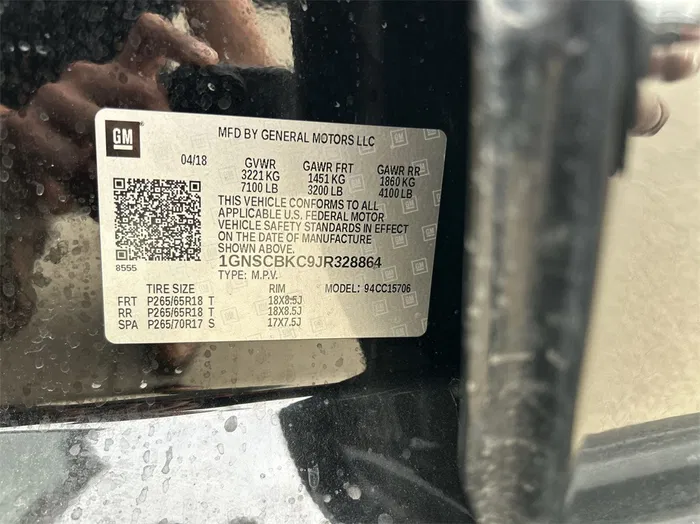 GM
MFD BY GENERAL MOTORS LLC
04/18 GVWR GAWR FRT GAWR RR
3221 KG 1451 KG 1860 KG
7100 LB 3200 LB 4100 LB
THIS VEHICLE CONFORMS TO ALL
APPLICABLE U.S. FEDERAL MOTOR
VEHICLE SAFETY STANDARDS IN EFFECT
ON THE DATE OF MANUFACTURE
SHOWN ABOVE.
8555 1GNSCBKC9JR328864
TYPE: M.P.V.
TIRE SIZE RIM MODEL: 94CC15706
FRT P265/65R18 T 18X8.5J
RR P265/65R18 T 18X8.5J
SPA P265/70R17 S 17X7.5J